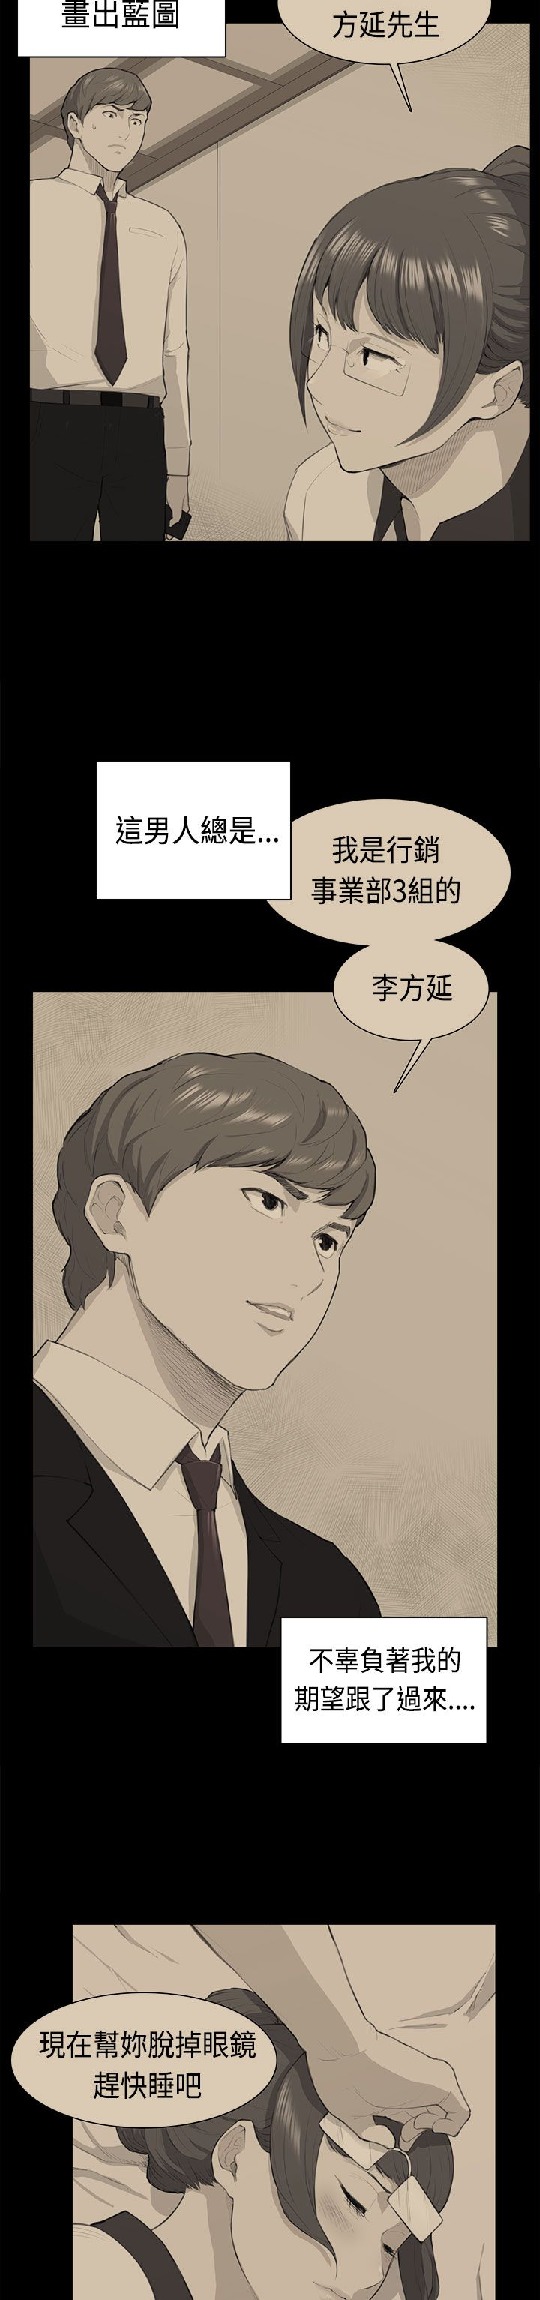 畫出藍圖
方延先生
這男人總是...
我是行銷
事業部3組的
李方延
不辜負著我的
期望跟了過來....
現在幫妳脫掉眼鏡
趕快睡吧